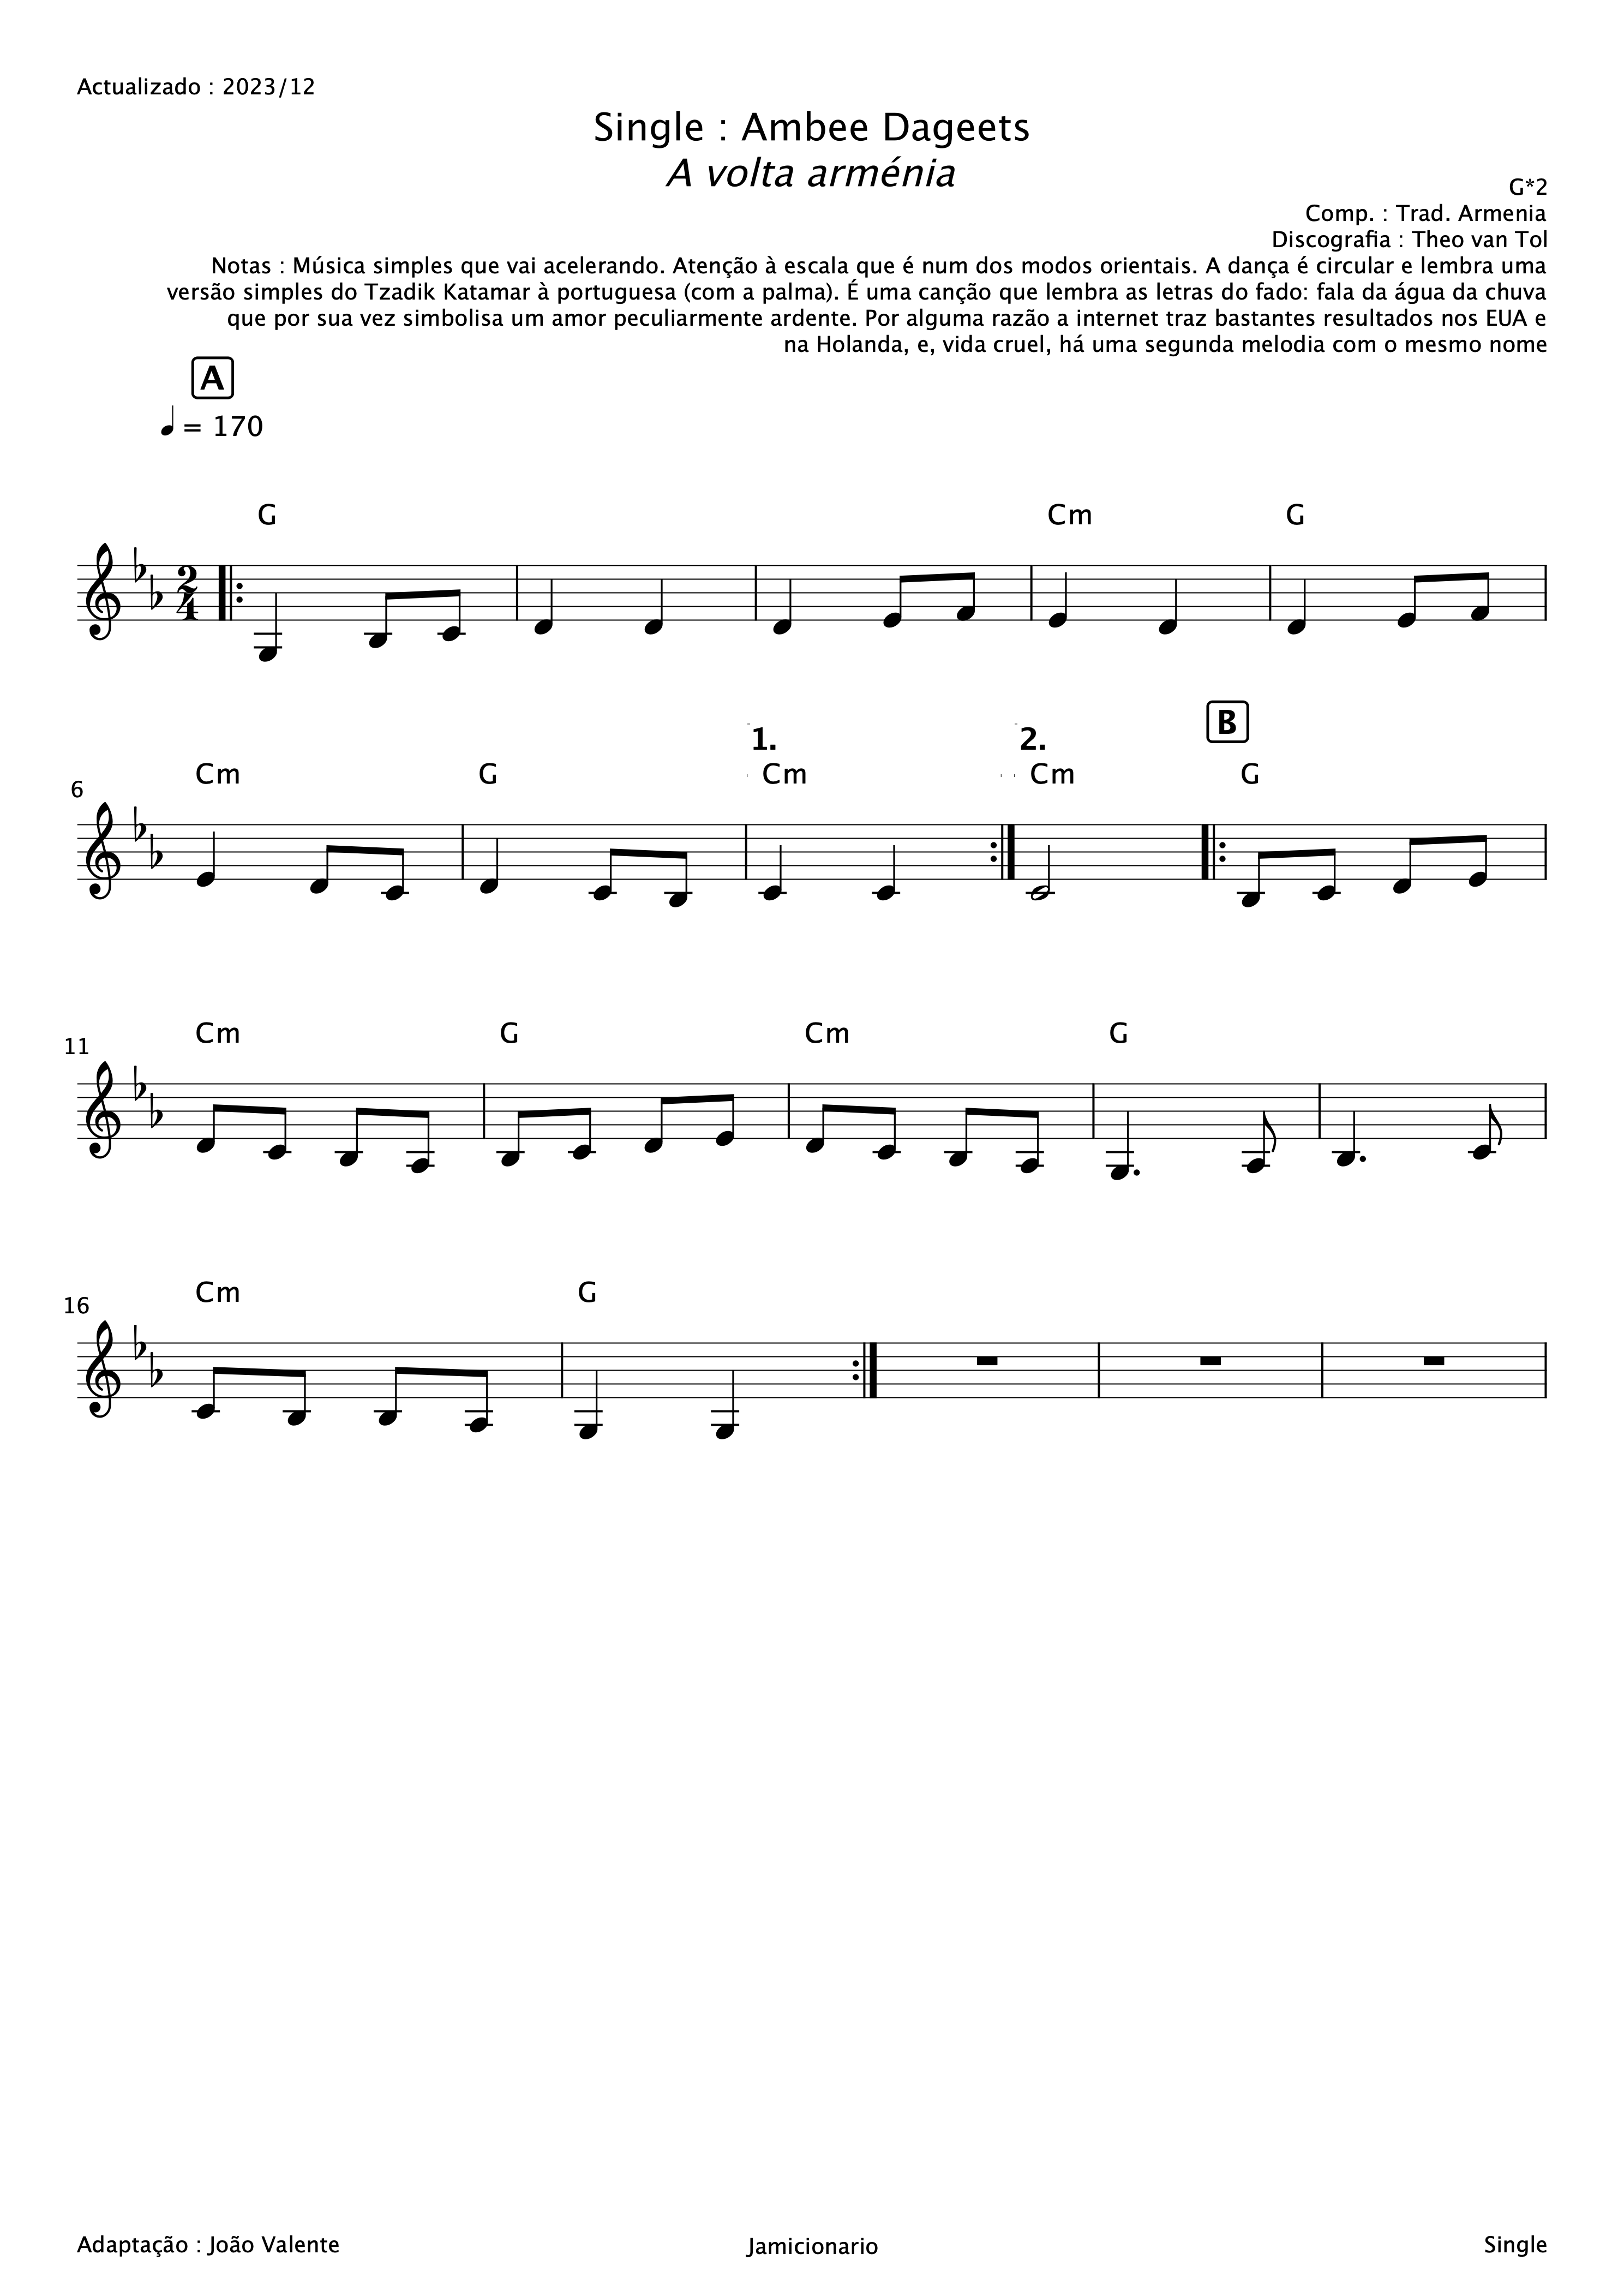 Actualizado : 2023/12
Single : Ambee Dageets
A volta arménia
G*2
Comp. : Trad. Armenia
Discografia : Theo van Tol
Notas : Música simples que vai acelerando. Atenção à escala que é num dos modos orientais. A dança é circular e lembra uma
versão simples do Tzadik Katamar à portuguesa (com a palma). É uma canção que lembra as letras do fado: fala da água da chuva
que por sua vez simbolisa um amor peculiarmente ardente. Por alguma razão a internet traz bastantes resultados nos EUA e
na Holanda, e, vida cruel, há uma segunda melodia com o mesmo nome
A
= 170
G Cm G
2
4
1. 2. B
6 Cm G Cm Cm G
11 Cm G Cm G
16 Cm G
Adaptação : João Valente Jamicionario Single